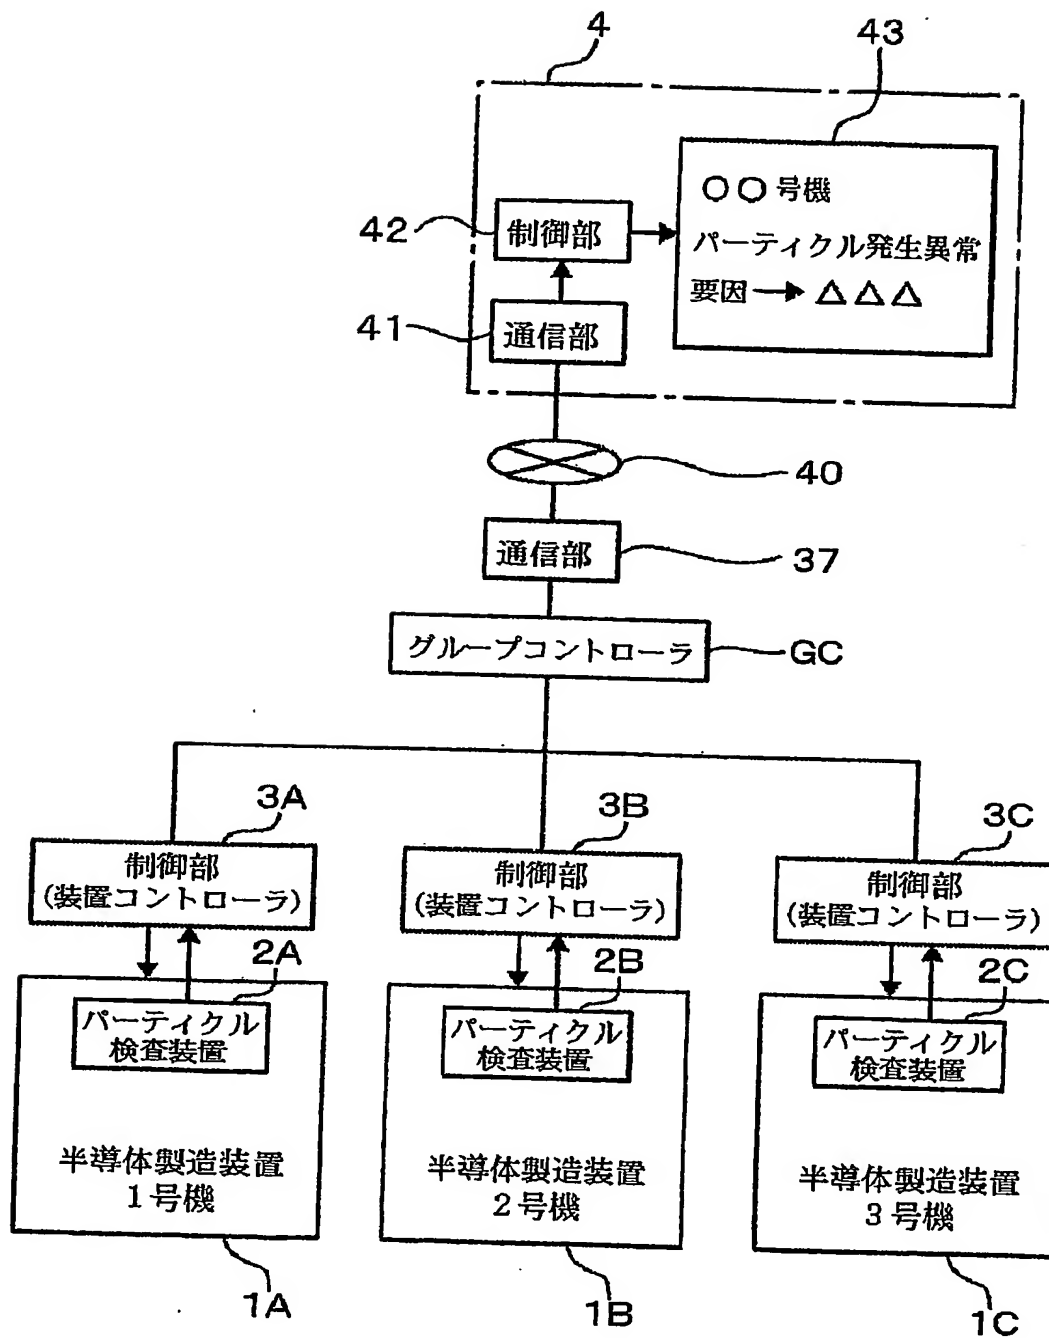 4
43
○○号機
42
制御部
パーティクル発生異常
要因→△△△
41
通信部
40
通信部
37
グループコントローラ
GC
3A
3B
3C
制御部
(装置コントローラ)
制御部
(装置コントローラ)
制御部
(装置コントローラ)
2A
2B
2C
パーティクル
検査装置
パーティクル
検査装置
パーティクル
検査装置
半導体製造装置
1号機
半導体製造装置
2号機
半導体製造装置
3号機
1A
1B
1C